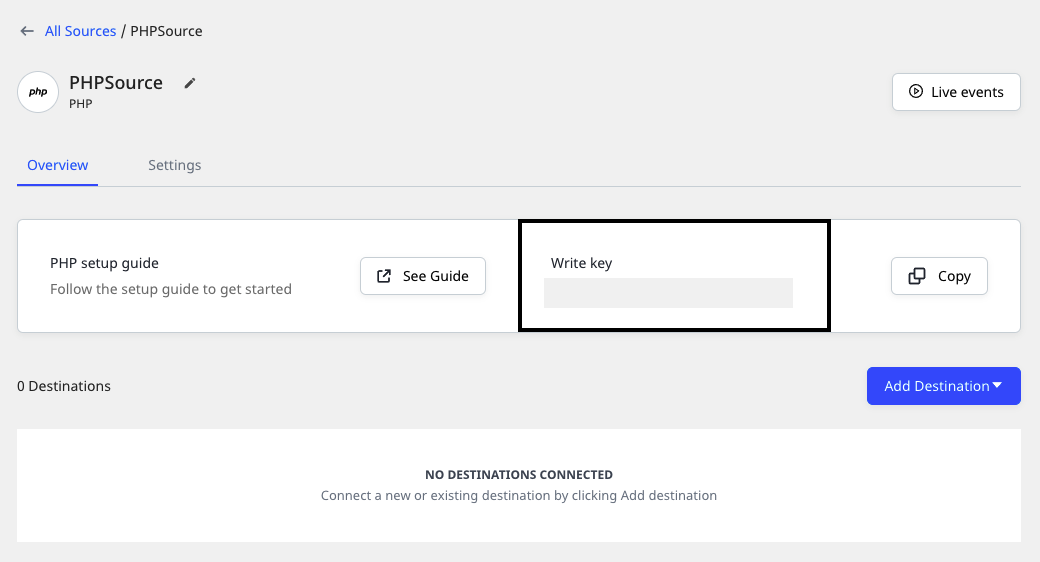 All Sources / PHPSource
php
PHPSource
PHP
Live events
Overview
Settings
PHP setup guide
Follow the setup guide to get started
See Guide
Write key
Copy
0 Destinations
Add Destination
NO DESTINATIONS CONNECTED
Connect a new or existing destination by clicking Add destination